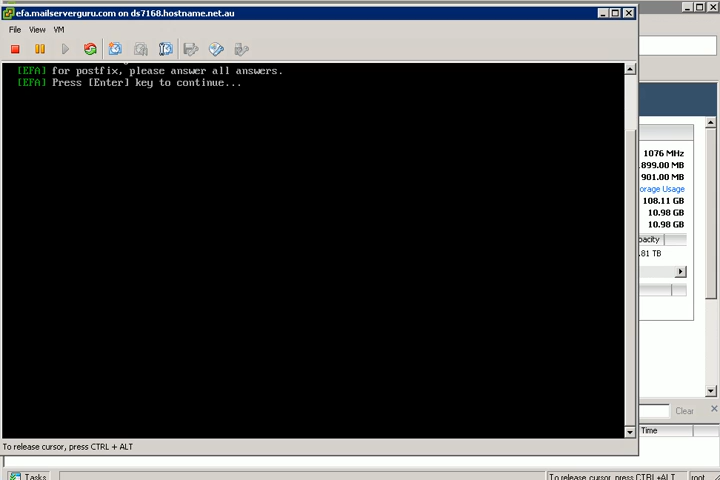 efa.mailserverguru.com on ds7168.hostname.net.au
File View VM
[EFA] for postfix, please answer all answers.
[EFA] Press [Enter] key to continue...
1076 MHz
899.00 MB
901.00 MB
orage Usage
108.11 GB
10.98 GB
10.98 GB
pacity
.81 TB
Clear
Time
To release cursor, press CTRL + ALT
Tasks
To release cursor, press CTRL+ALT
root